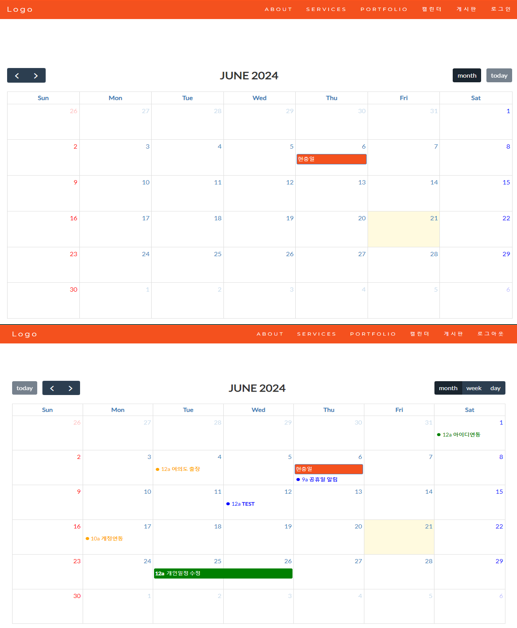 Logo
ABOUT SERVICES PORTFOLIO 캘린더 게시판 로그인
JUNE 2024
month today
Sun Mon Tue Wed Thu Fri Sat
26 27 28 29 30 31 1
2 3 4 5 6 7 8
현충일
9 10 11 12 13 14 15
16 17 18 19 20 21 22
23 24 25 26 27 28 29
30 1 2 3 4 5 6
Logo
ABOUT SERVICES PORTFOLIO 캘린더 게시판 로그아웃
today
JUNE 2024
month week day
Sun Mon Tue Wed Thu Fri Sat
26 27 28 29 30 31 1
12a 아이디연동
2 3 4 5 6 7 8
12a
현충일
9a 공휴일 알림
9 10 11 12 13 14 15
12a TEST
16 17 18 19 20 21 22
10a 계정연동
23 24 25 26 27 28 29
12a 개인일정 수정
30 1 2 3 4 5 6